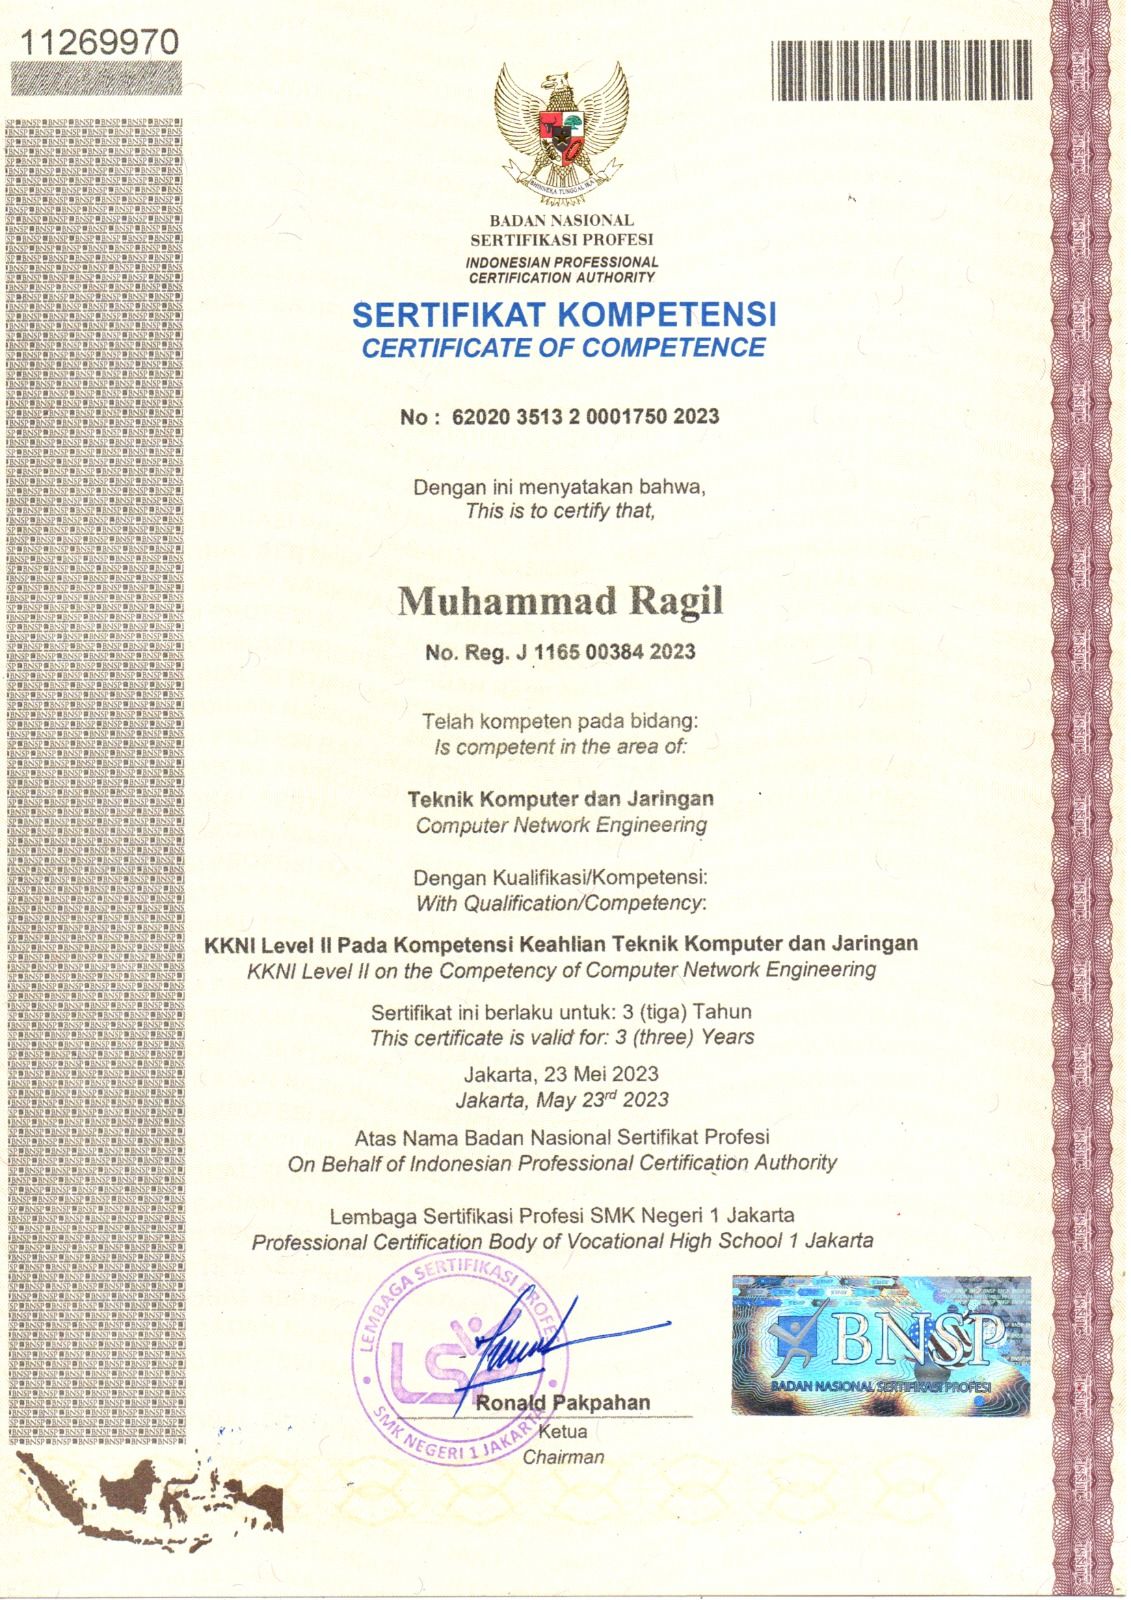 11269970
BHINNEKA TUNGGAL IKA
BADAN NASIONAL
SERTIFIKASI PROFESI
INDONESIAN PROFESSIONAL
CERTIFICATION AUTHORITY
SERTIFIKAT KOMPETENSI
CERTIFICATE OF COMPETENCE
No : 62020 3513 2 0001750 2023
Dengan ini menyatakan bahwa,
This is to certify that,
Muhammad Ragil
No. Reg. J 1165 00384 2023
Telah kompeten pada bidang:
Is competent in the area of:
Teknik Komputer dan Jaringan
Computer Network Engineering
Dengan Kualifikasi/Kompetensi:
With Qualification/Competency:
KKNI Level II Pada Kompetensi Keahlian Teknik Komputer dan Jaringan
KKNI Level II on the Competency of Computer Network Engineering
Sertifikat ini berlaku untuk: 3 (tiga) Tahun
This certificate is valid for: 3 (three) Years
Jakarta, 23 Mei 2023
Jakarta, May 23rd 2023
Atas Nama Badan Nasional Sertifikat Profesi
On Behalf of Indonesian Professional Certification Authority
Lembaga Sertifikasi Profesi SMK Negeri 1 Jakarta
Professional Certification Body of Vocational High School 1 Jakarta
LEMBAGA SERTIFIKASI PROFESI
LSP
SMK NEGERI 1 JAKARTA
BNSP
BADAN NASIONAL SERTIFIKASI PROFESI
Ronald Pakpahan
Ketua
Chairman